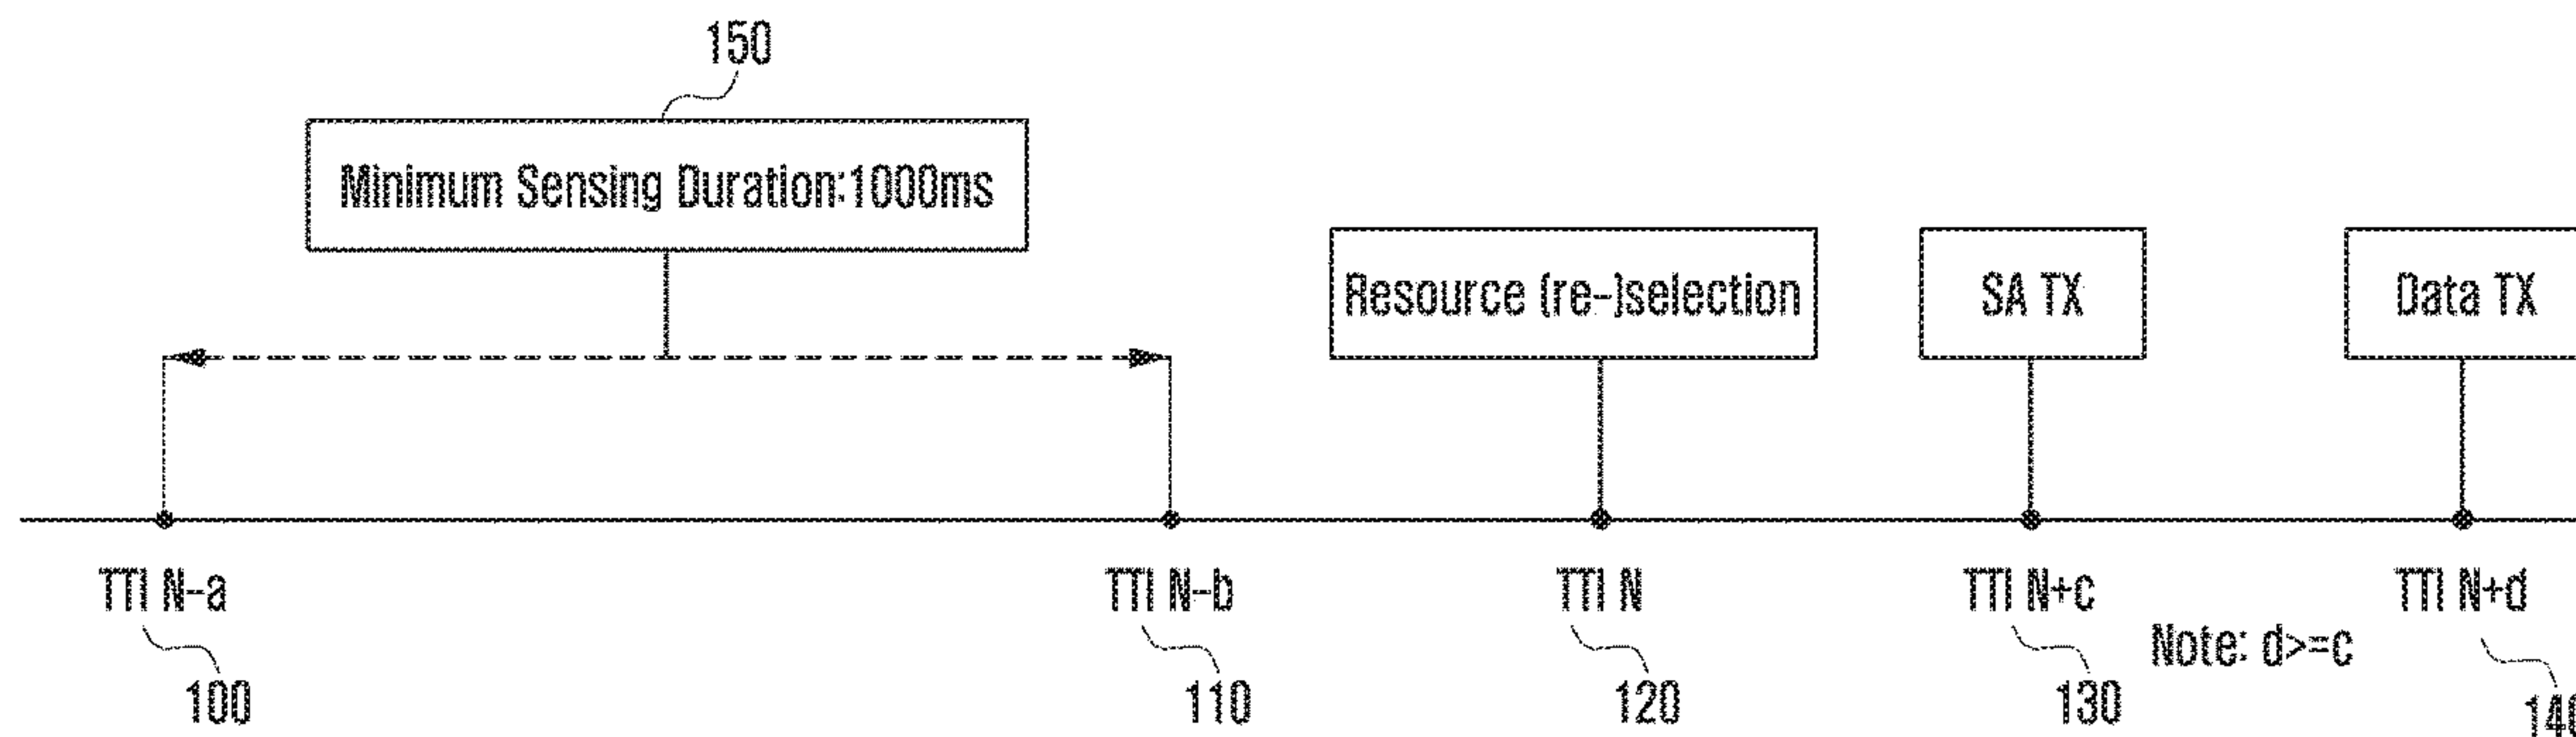 150
Minimum Sensing Duration:1000ms
Resource (re-)selection
SA TX
Data TX
TTI N-a
TTI N-b
TTI N
TTI N+c
TTI N+d
Note: d>=c
100
110
120
130
140